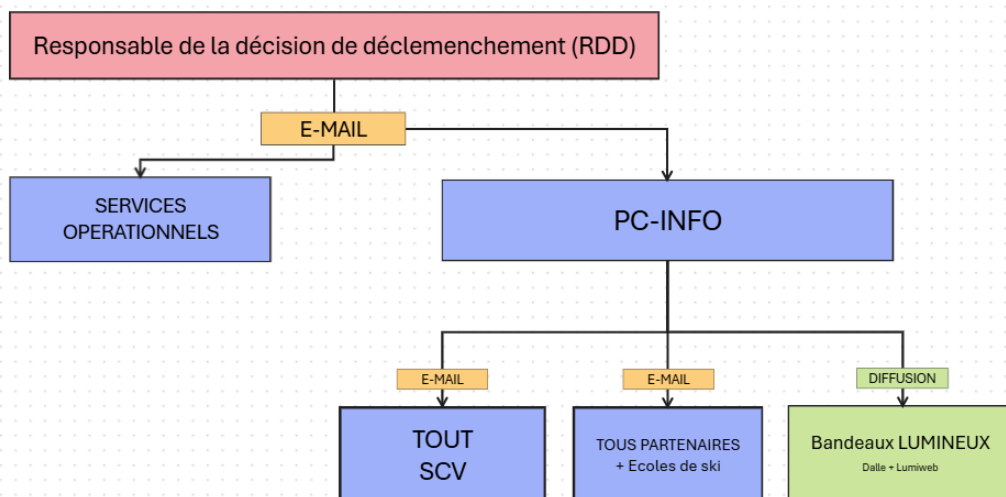 Responsable de la décision de déclemenchement (RDD)
E-MAIL
SERVICES
OPERATIONNELS
PC-INFO
E-MAIL
E-MAIL
DIFFUSION
TOUT
SCV
TOUS PARTENAIRES
+ Ecoles de ski
Bandeaux LUMINEUX
Dalle + Lumiweb